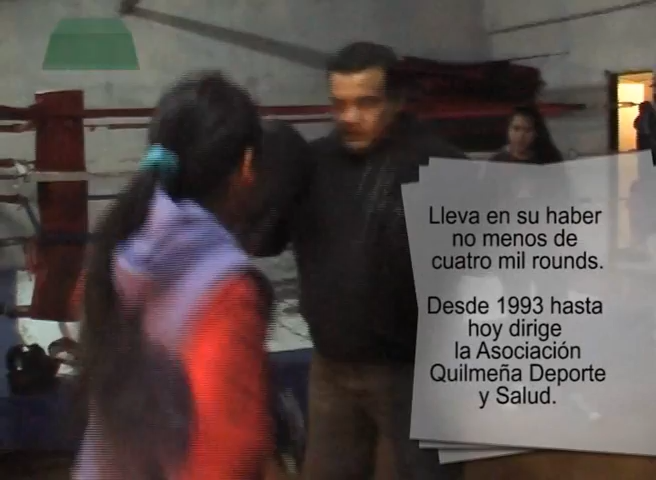 Lleva en su haber
no menos de
cuatro mil rounds.
Desde 1993 hasta
hoy dirige
la Asociación
Quilmeña Deporte
y Salud.